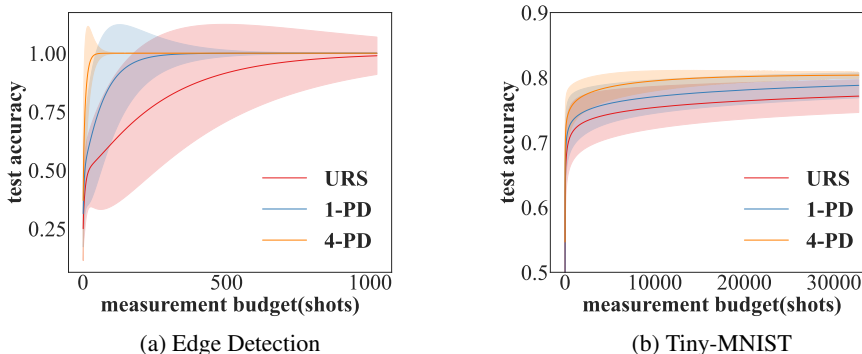 test accuracy
1.00
0.75
0.50
0.25
0
500
1000
measurement budget(shots)
URS
1-PD
4-PD
(a) Edge Detection
test accuracy
0.9
0.8
0.7
0.6
0.5
0
10000
20000
30000
measurement budget(shots)
URS
1-PD
4-PD
(b) Tiny-MNIST